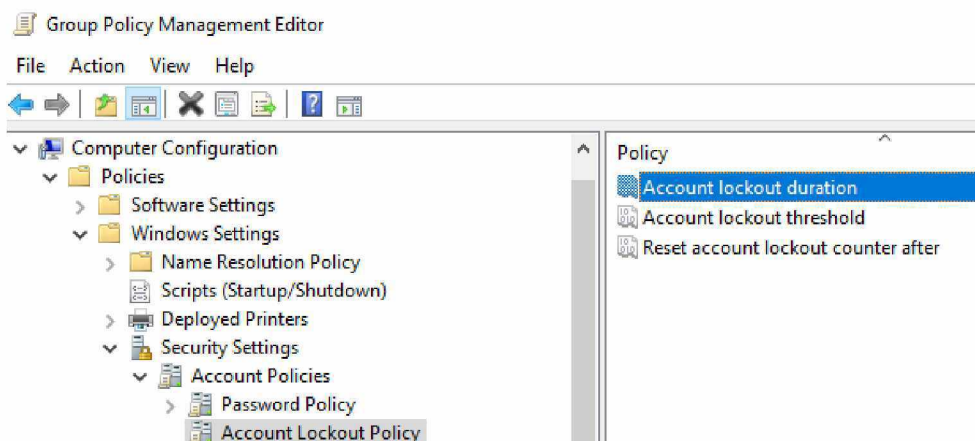 Group Policy Management Editor
File Action View Help
Computer Configuration
Policies
Software Settings
Windows Settings
Name Resolution Policy
Scripts (Startup/Shutdown)
Deployed Printers
Security Settings
Account Policies
Password Policy
Account Lockout Policy
Policy
Account lockout duration
Account lockout threshold
Reset account lockout counter after